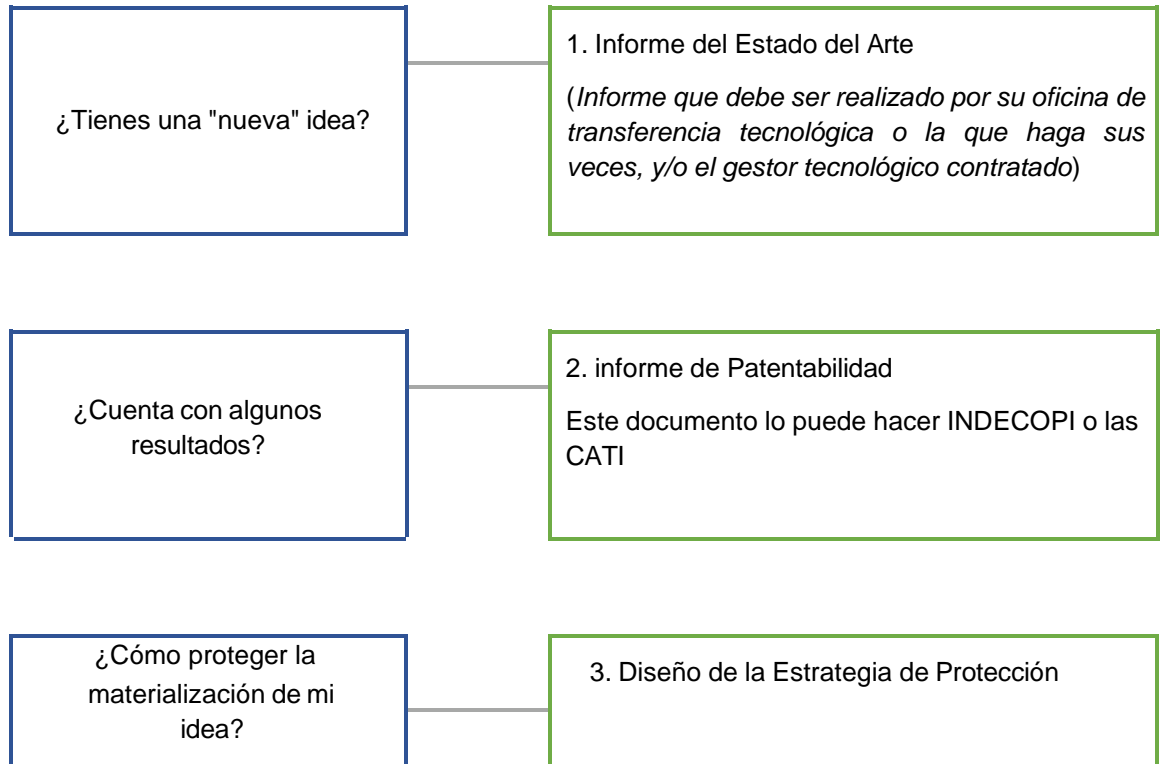 ¿Tienes una "nueva" idea?
1. Informe del Estado del Arte
(Informe que debe ser realizado por su oficina de
transferencia tecnológica o la que haga sus
veces, y/o el gestor tecnológico contratado)
¿Cuenta con algunos
resultados?
2. informe de Patentabilidad
Este documento lo puede hacer INDECOPI o las
CATI
¿Cómo proteger la
materialización de mi
idea?
3. Diseño de la Estrategia de Protección